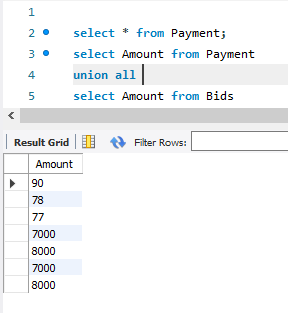 2 select * from Payment;
3 select Amount from Payment
4 union all
5 select Amount from Bids
Result Grid Filter Rows:
Amount
90
78
77
7000
8000
7000
8000